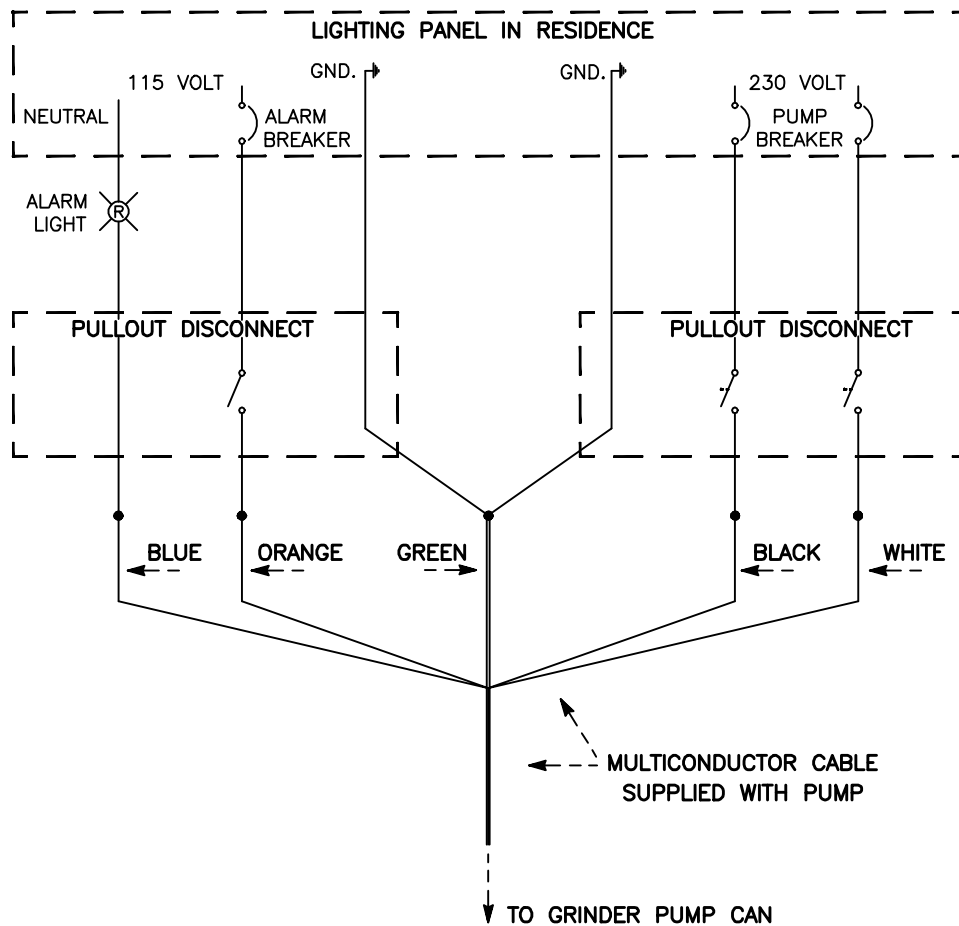 LIGHTING PANEL IN RESIDENCE
GND.
GND.
115 VOLT
230 VOLT
NEUTRAL
ALARM
BREAKER
PUMP
BREAKER
ALARM
LIGHT
R
PULLOUT DISCONNECT
PULLOUT DISCONNECT
BLUE
ORANGE
GREEN
BLACK
WHITE
MULTICONDUCTOR CABLE
SUPPLIED WITH PUMP
TO GRINDER PUMP CAN